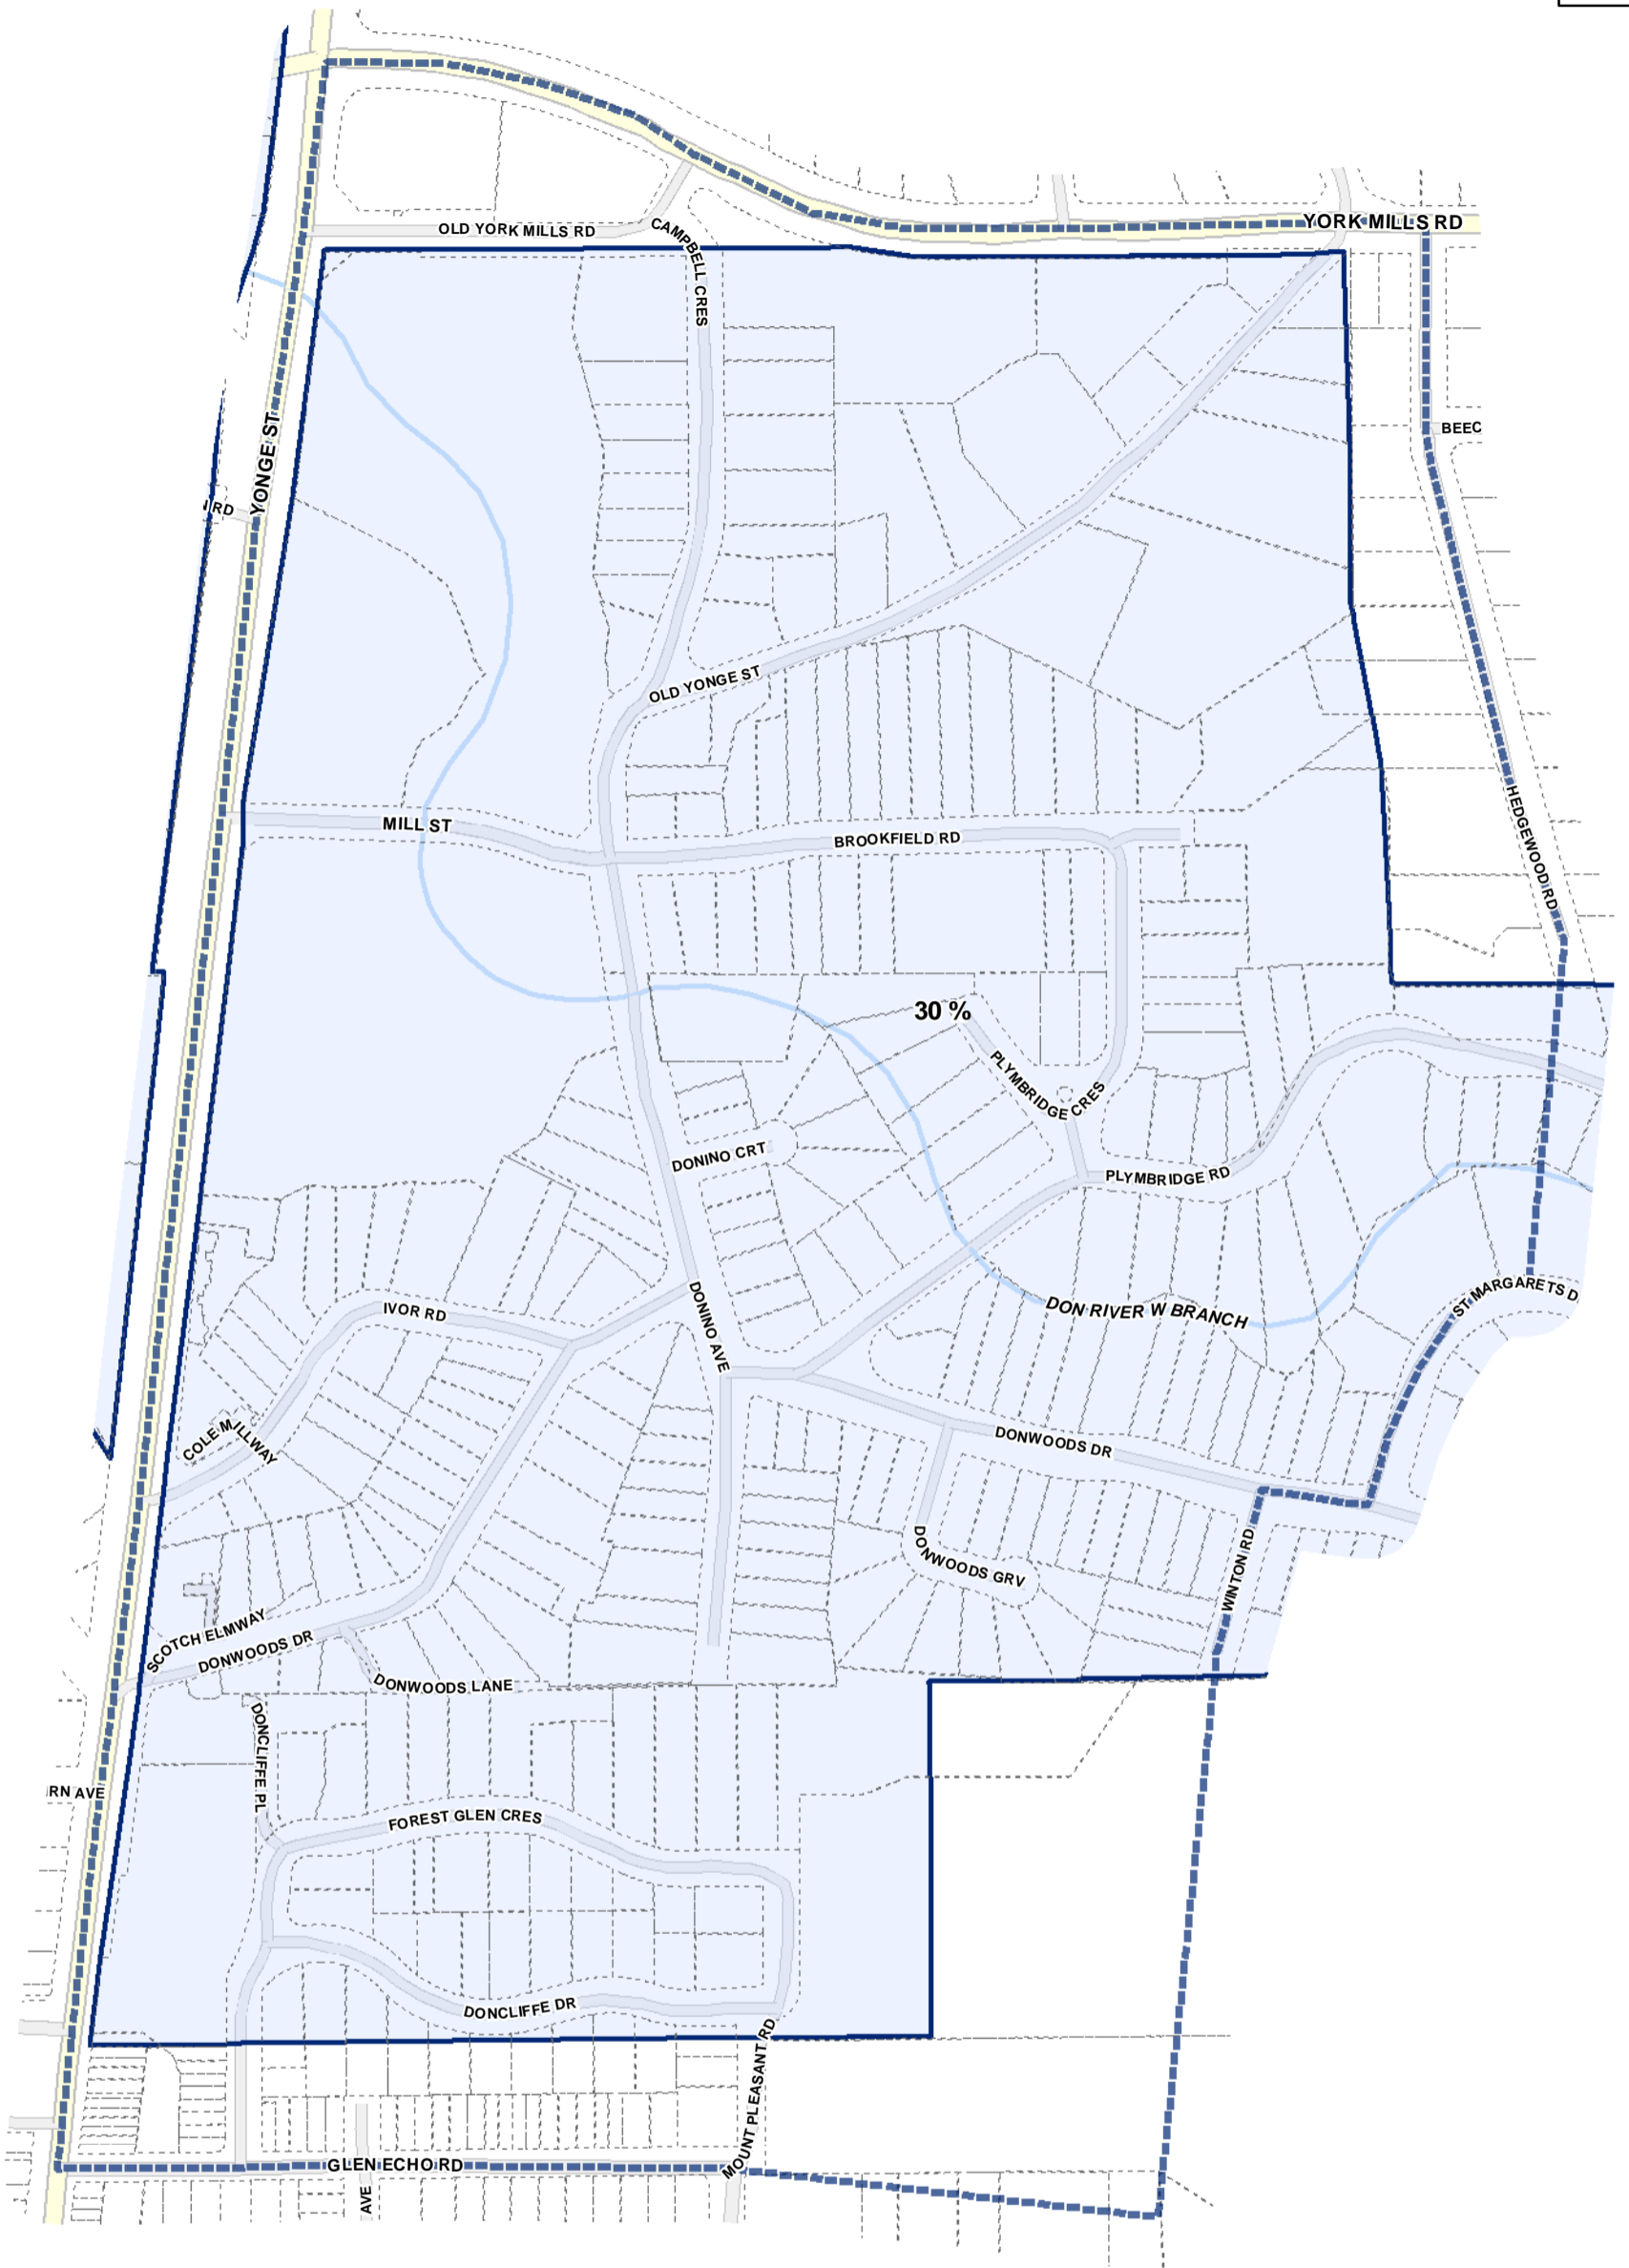 YORK MILLS RD
OLD YORK MILLS RD
CAMPBELL CRES
YONGE ST
BEEC
RD
OLD YONGE ST
MILL ST
BROOKFIELD RD
HEDGEWOOD RD
30 %
PLYMBRIDGE CRES
DONINO CRT
PLYMBRIDGE RD
ST MARGARETS D
IVOR RD
DONINO AVE
DON RIVER W BRANCH
COLE MILLWAY
DONWOODS DR
DONWOODS GRV
WINTON RD
SCOTCH ELMWAY
DONWOODS DR
DONWOODS LANE
DONCLIFFE PL
RN AVE
FOREST GLEN CRES
DONCLIFFE DR
MOUNT PLEASANT RD
GLEN ECHO RD
AVE